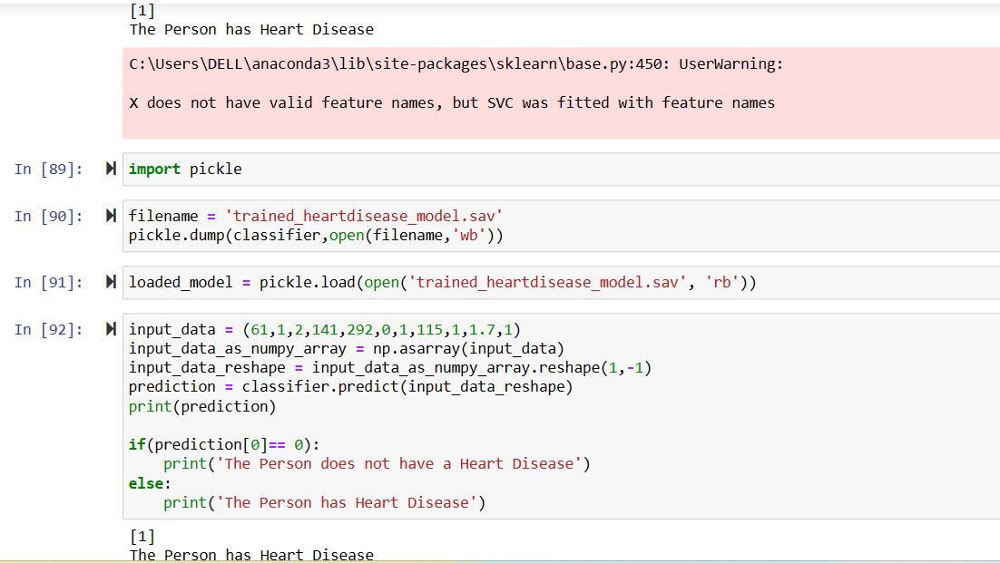 [1]
The Person has Heart Disease
C:\Users\DELL\anaconda3\lib\site-packages\sklearn\base.py:450: UserWarning:
X does not have valid feature names, but SVC was fitted with feature names
In [89]: import pickle
In [90]: filename = 'trained_heartdisease_model.sav'
pickle.dump(classifier,open(filename,'wb'))
In [91]: loaded_model = pickle.load(open('trained_heartdisease_model.sav', 'rb'))
In [92]: input_data = (61,1,2,141,292,0,1,115,1,1.7,1)
input_data_as_numpy_array = np.asarray(input_data)
input_data_reshape = input_data_as_numpy_array.reshape(1,-1)
prediction = classifier.predict(input_data_reshape)
print(prediction)
if(prediction[0]== 0):
    print('The Person does not have a Heart Disease')
else:
    print('The Person has Heart Disease')
[1]
The Person has Heart Disease